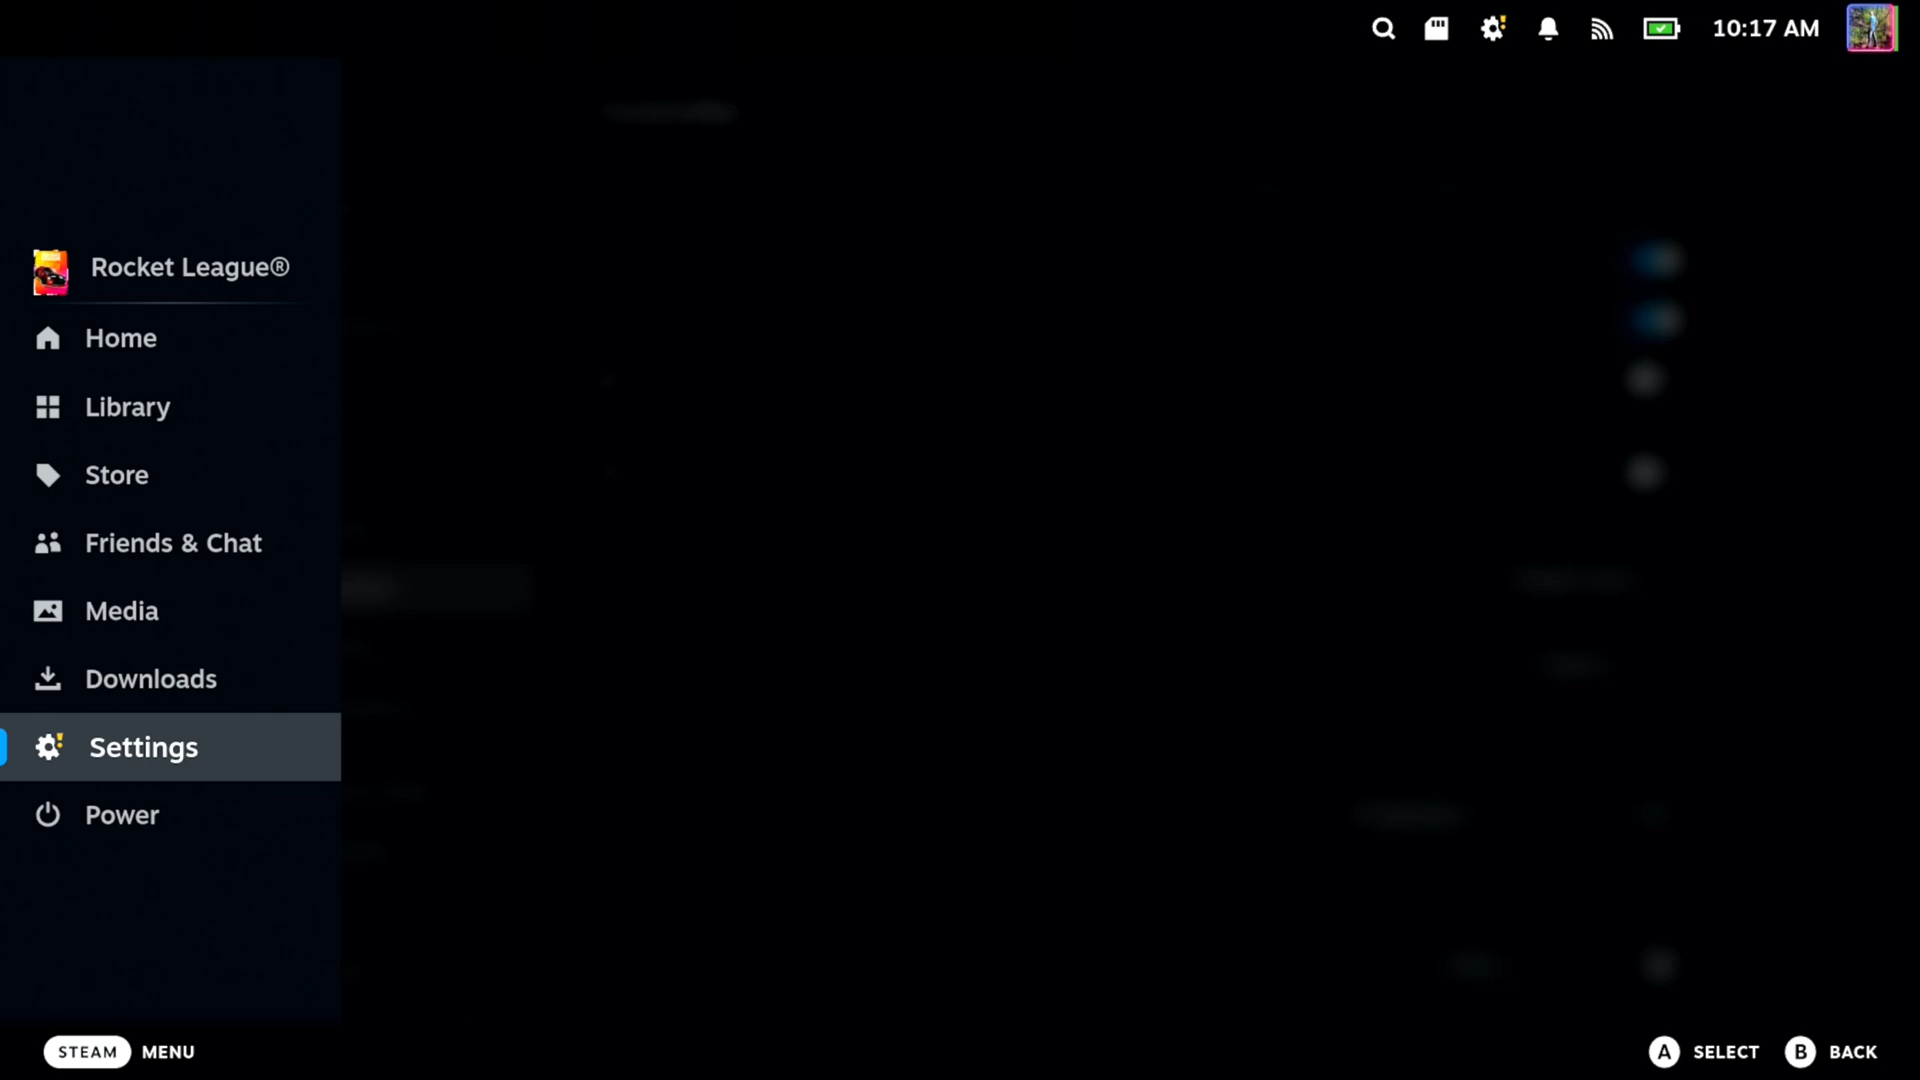 10:17 AM
Rocket League®
Home
Library
Store
Friends & Chat
Media
Downloads
Settings
Power
STEAM MENU
A SELECT B BACK